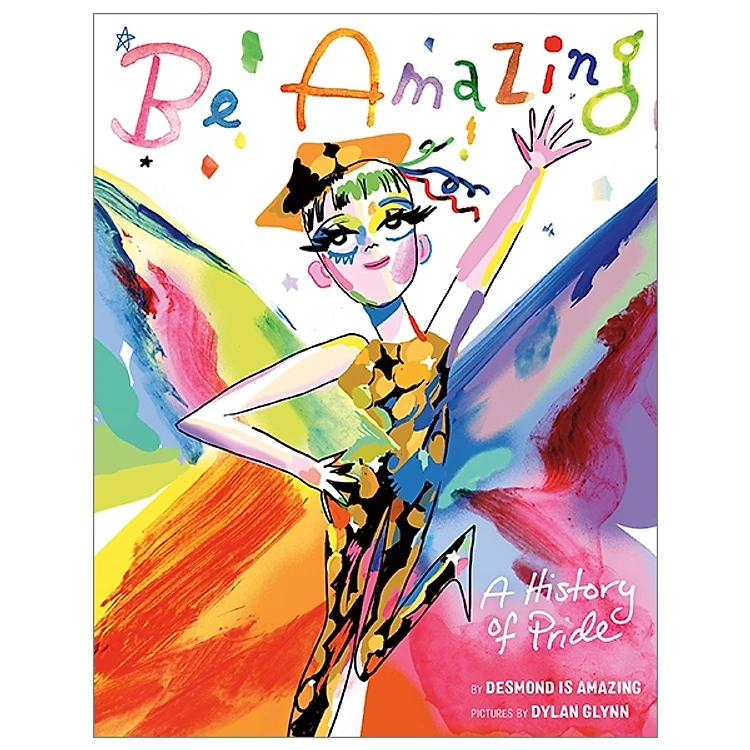 Be Amazing
A History
of Pride
BY DESMOND IS AMAZING
PICTURES BY DYLAN GLYNN